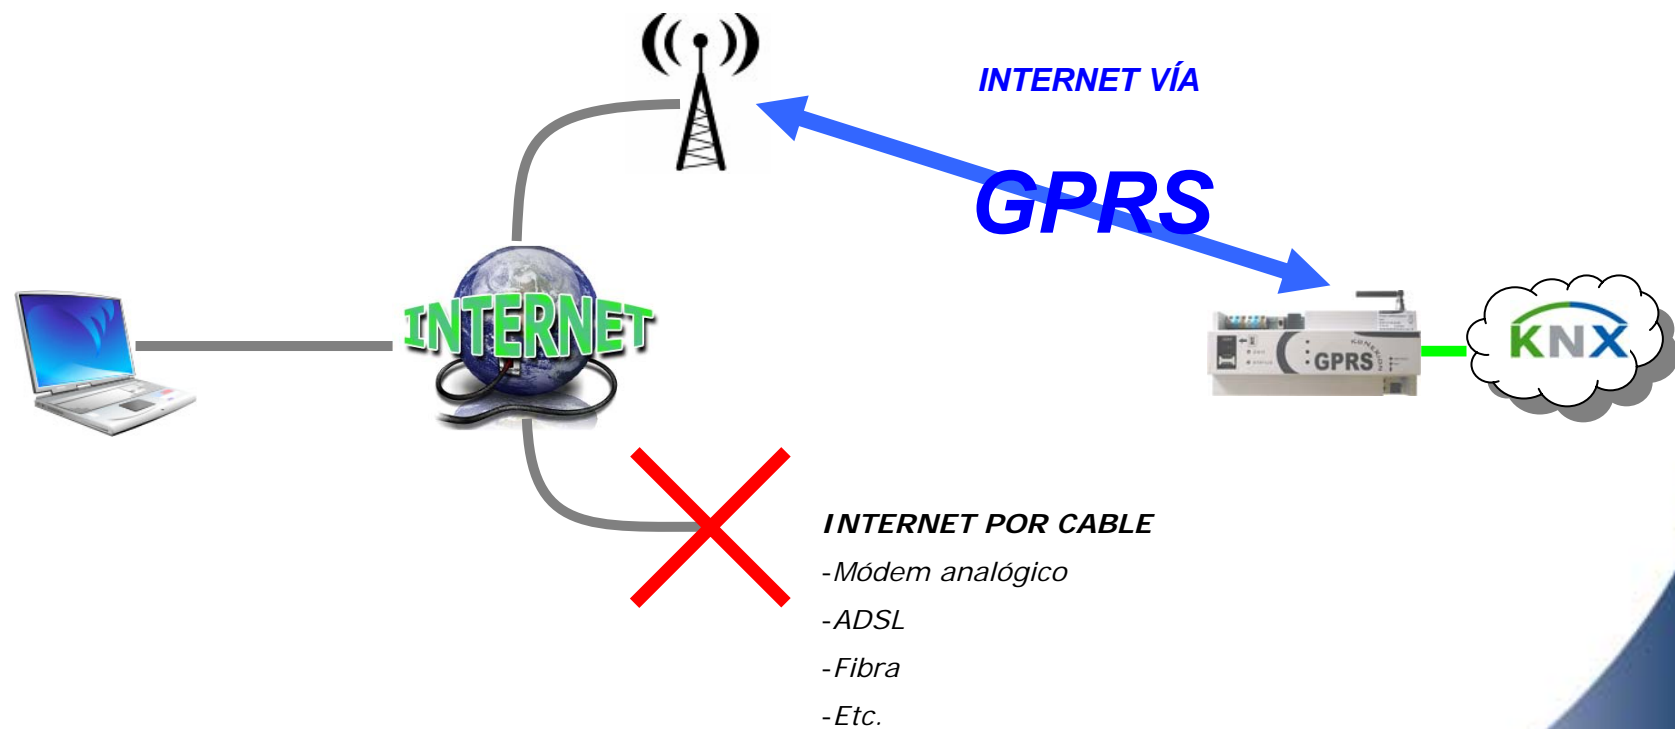 INTERNET VÍA
GPRS
INTERNET
GPRS
KNX
INTERNET POR CABLE
-Módem analógico
-ADSL
-Fibra
-Etc.